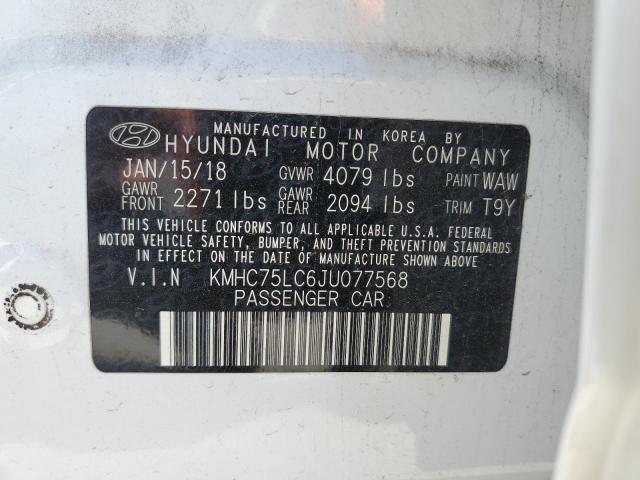 MANUFACTURED IN KOREA BY
HYUNDAI MOTOR COMPANY
JAN/15/18 GVWR 4079 lbs PAINT WAW
GAWR FRONT 2271 lbs GAWR REAR 2094 lbs TRIM T9Y
THIS VEHICLE CONFORMS TO ALL APPLICABLE U.S.A. FEDERAL
MOTOR VEHICLE SAFETY, BUMPER, AND THEFT PREVENTION STANDARDS
IN EFFECT ON THE DATE OF MANUFACTURE SHOWN ABOVE
V.I.N KMHC75LC6JU077568
PASSENGER CAR